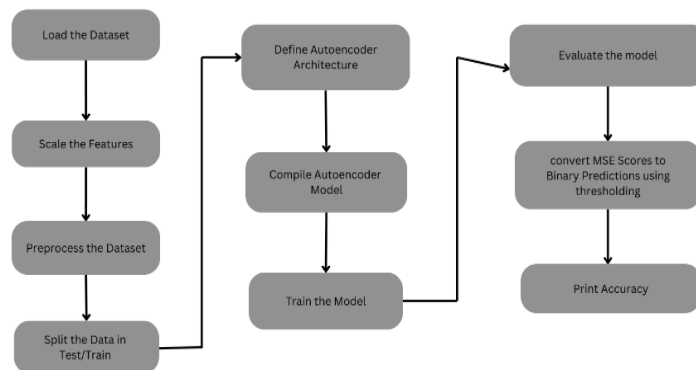 Load the Dataset
Scale the Features
Preprocess the Dataset
Split the Data in
Test/Train
Define Autoencoder
Architecture
Compile Autoencoder
Model
Train the Model
Evaluate the model
convert MSE Scores to
Binary Predictions using
thresholding
Print Accuracy